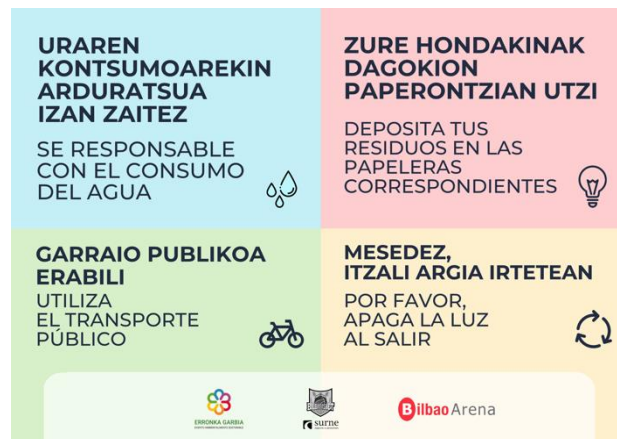 URAREN
KONTSUMOAREKIN
ARDURATSUA
IZAN ZAITEZ
SE RESPONSABLE
CON EL CONSUMO
DEL AGUA
ZURE HONDAKINAK
DAGOKION
PAPERONTZIAN UTZI
DEPOSITA TUS
RESIDUOS EN LAS
PAPELERAS
CORRESPONDIENTES
GARRAIO PUBLIKOA
ERABILI
UTILIZA
EL TRANSPORTE
PÚBLICO
MESEDEZ,
ITZALI ARGIA IRTETEAN
POR FAVOR,
APAGA LA LUZ
AL SALIR
ERRONKA GARBIA
surne
Bilbao Arena